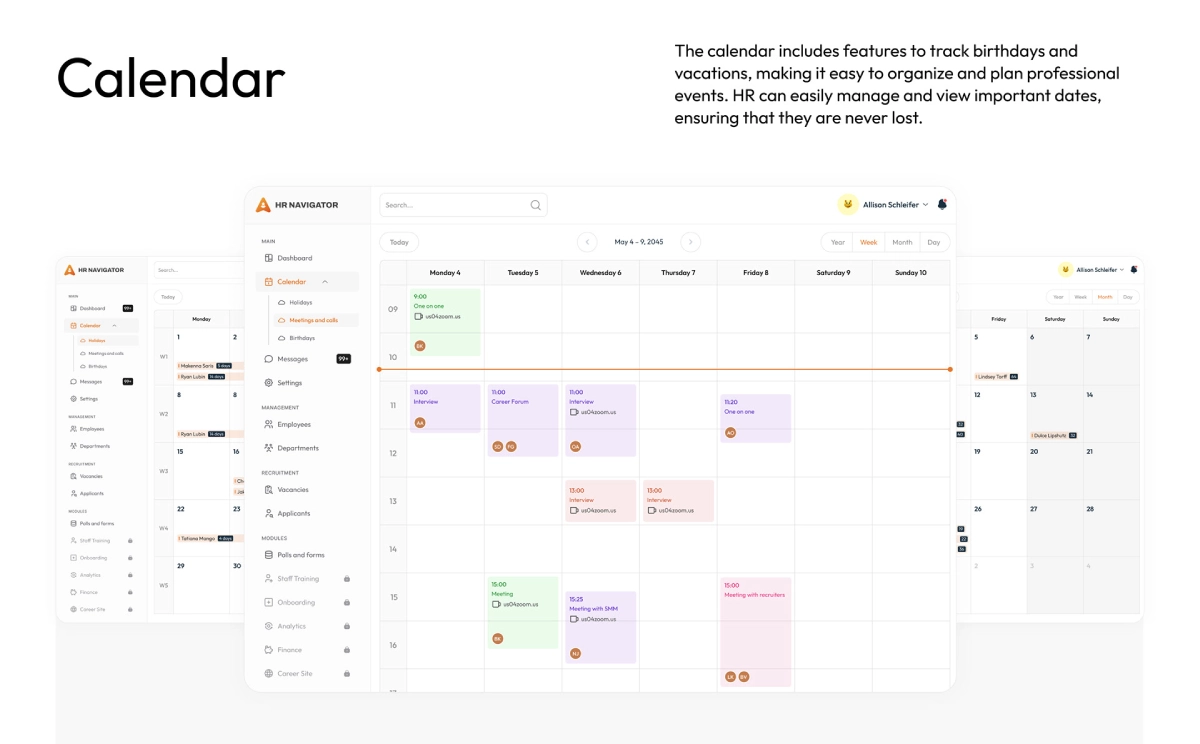 Calendar
The calendar includes features to track birthdays and
vacations, making it easy to organize and plan professional
events. HR can easily manage and view important dates,
ensuring that they are never lost.
HR NAVIGATOR
Search...
Allison Schleifer
MAIN
Dashboard
Calendar
Holidays
Meetings and calls
Birthdays
Messages 99+
Settings
MANAGEMENT
Employees
Departments
RECRUITMENT
Vacancies
Applicants
MODULES
Polls and forms
Staff Training
Onboarding
Analytics
Finance
Career Site
Today
May 4 - 9, 2045
Year Week Month Day
Monday 4 Tuesday 5 Wednesday 6 Thursday 7 Friday 8 Saturday 9 Sunday 10
09
9:00
One on one
us04zoom.us
BK
10
11
11:00
Interview
AA
11:00
Career Forum
SD FG
11:00
Interview
us04zoom.us
OA
11:20
One on one
AO
12
13
13:00
Interview
us04zoom.us
13:00
Interview
us04zoom.us
14
15
15:00
Meeting
us04zoom.us
BK
15:25
Meeting with SMM
us04zoom.us
HJ
15:00
Meeting with recruiters
LK BV
16
HR NAVIGATOR
Search...
MAIN
Dashboard 99+
Calendar
Holidays
Meetings and calls
Birthdays
Messages 99+
Settings
MANAGEMENT
Employees
Departments
RECRUITMENT
Vacancies
Applicants
MODULES
Polls and forms
Staff Training
Onboarding
Analytics
Finance
Career Site
Today
Monday
W1
1 2
Makenna Saris 5 days
Ryan Lubin 14 days
W2
8 8
Ryan Lubin 14 days
W3
15 16
W4
22 23
Tatiana Mango 4 days
W5
29 30
Allison Schleifer
Year Week Month Day
Friday Saturday Sunday
5 6 7
Lindsey Torff
12 13 14
Dulce Lipshutz
19 20 21
26 27 28
2 3 4